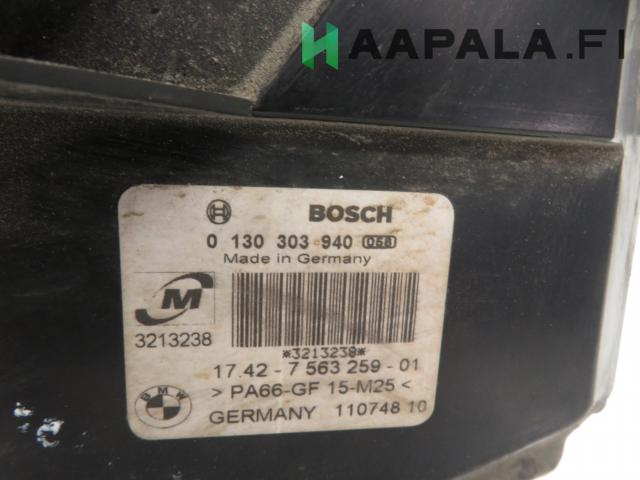 HAAPALA.FI
BOSCH
0 130 303 940 058
Made in Germany
M
3213238
*3213238*
17.42 - 7 563 259 - 01
> PA66-GF 15-M25 <
BMW
GERMANY 110748 10